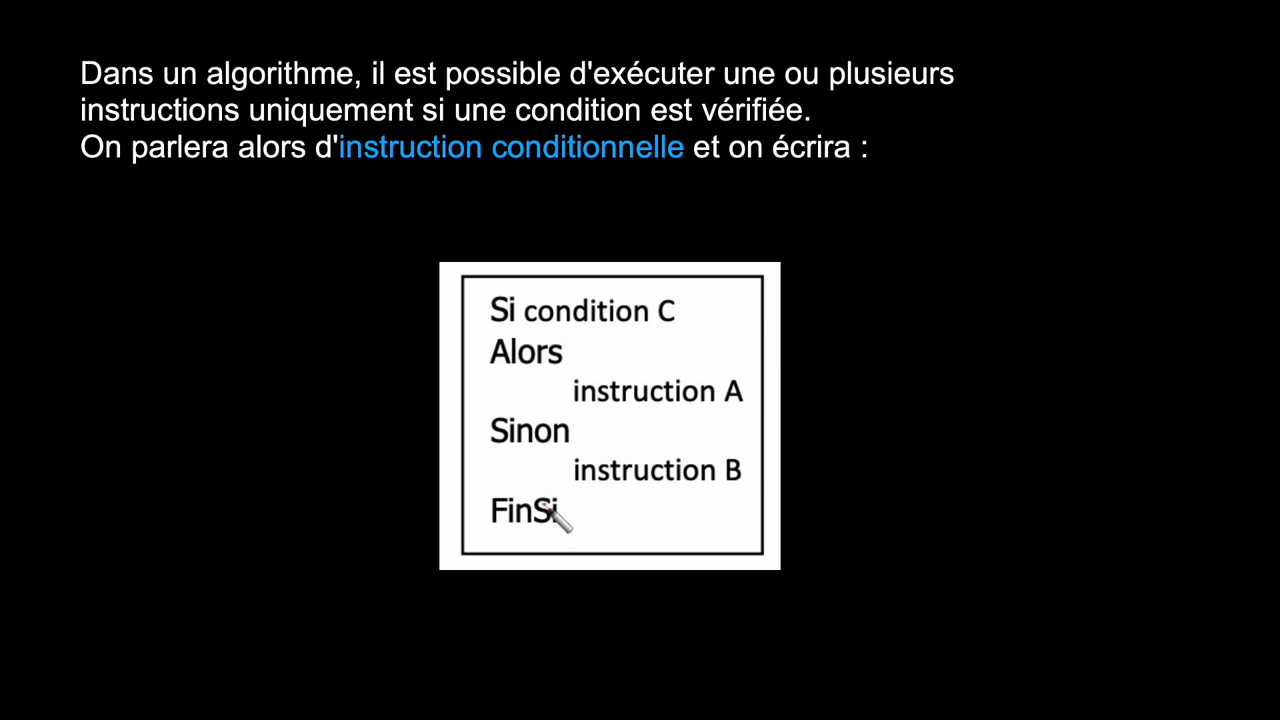 Dans un algorithme, il est possible d'exécuter une ou plusieurs
instructions uniquement si une condition est vérifiée.
On parlera alors d'instruction conditionnelle et on écrira :
Si condition C
Alors
instruction A
Sinon
instruction B
FinSi